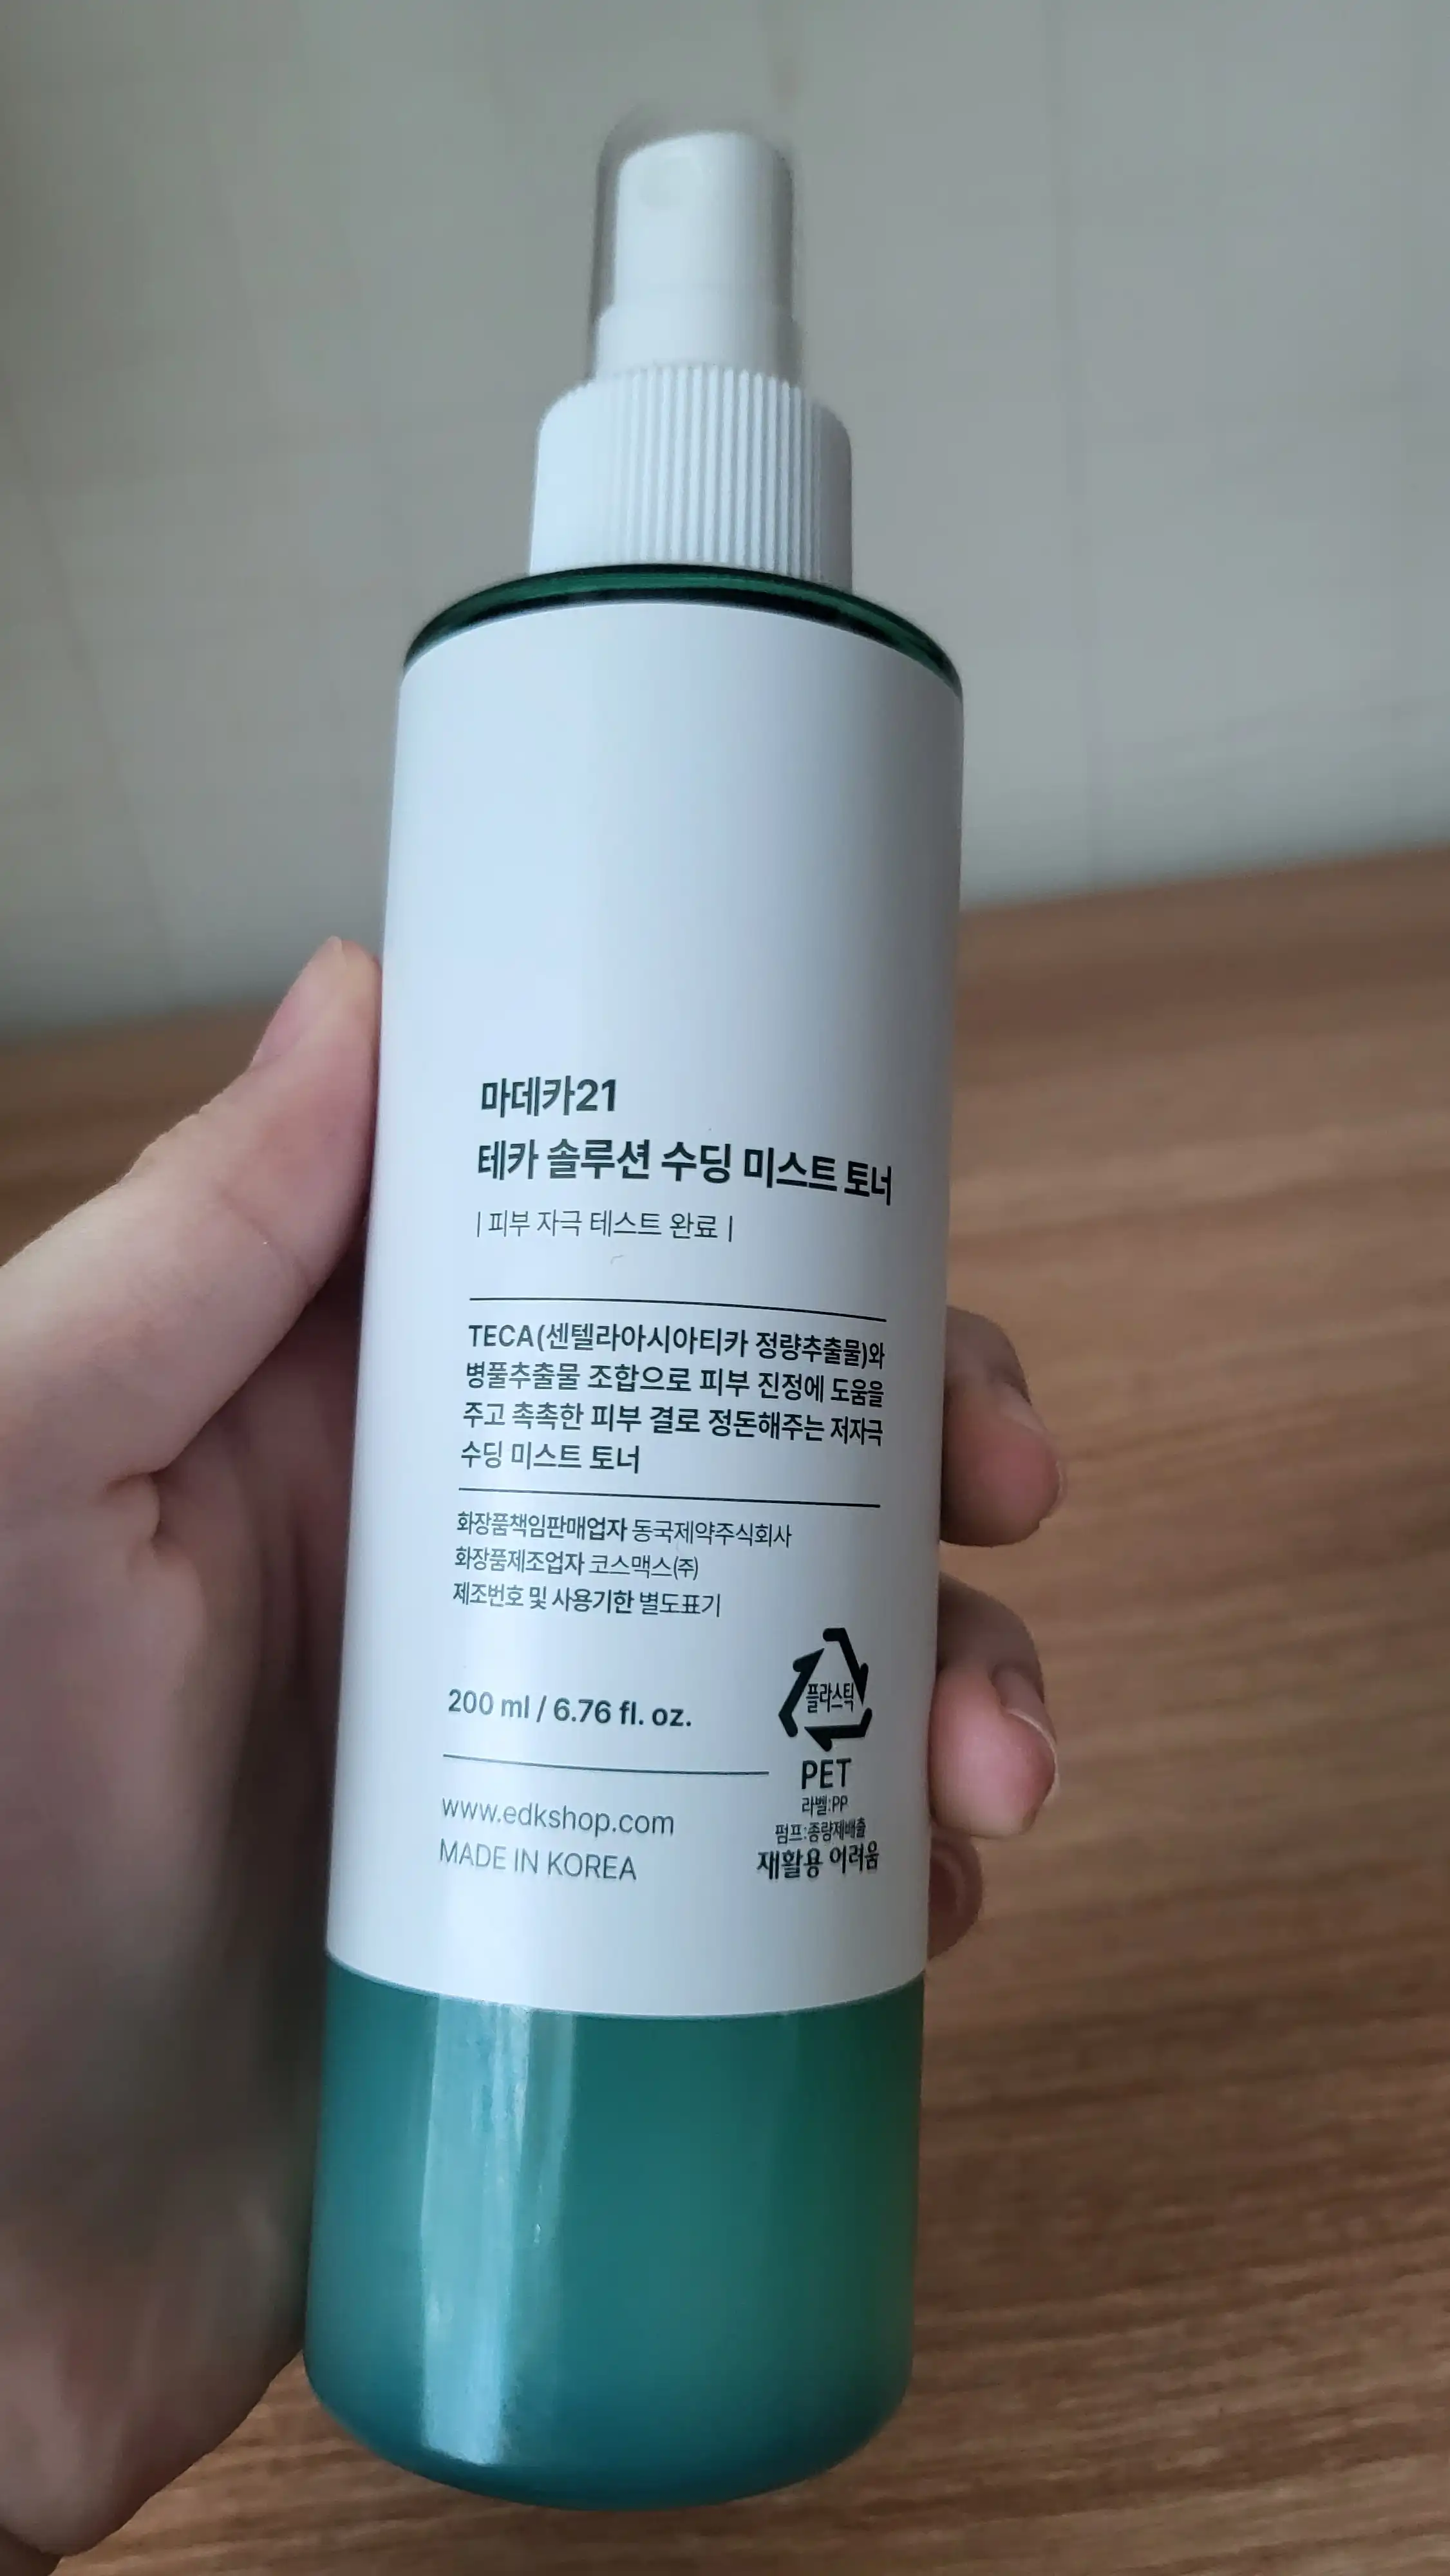 마데카21
테카 솔루션 수딩 미스트 토너
| 피부 자극 테스트 완료 |
TECA(센텔라아시아티카 정량추출물)와
병풀추출물 조합으로 피부 진정에 도움을
주고 촉촉한 피부 결로 정돈해주는 저자극
수딩 미스트 토너
화장품책임판매업자 동국제약주식회사
화장품제조업자 코스맥스㈜
제조번호 및 사용기한 별도표기
200 ml / 6.76 fl. oz.
www.edkshop.com
MADE IN KOREA
플라스틱
PET
라벨:PP
펌프:종량제배출
재활용 어려움